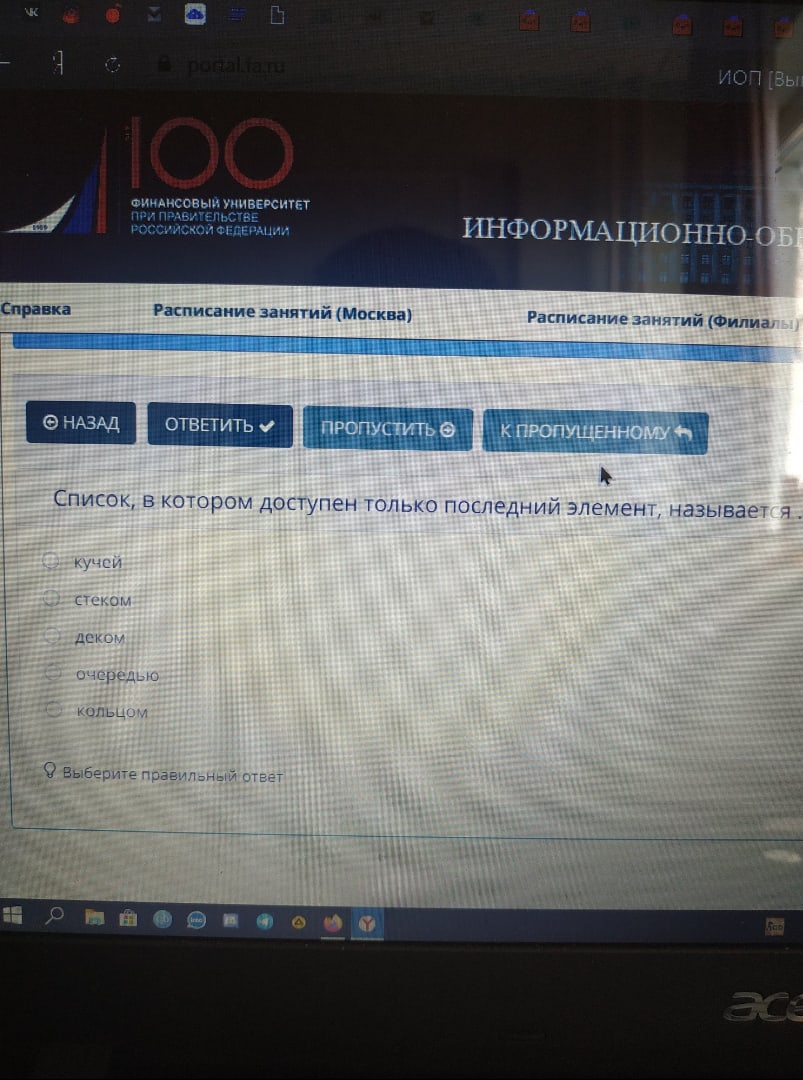 portal.fa.ru
ИОП [Вы
100
ФИНАНСОВЫЙ УНИВЕРСИТЕТ
ПРИ ПРАВИТЕЛЬСТВЕ
РОССИЙСКОЙ ФЕДЕРАЦИИ
ИНФОРМАЦИОННО-ОБ
Справка
Расписание занятий (Москва)
Расписание занятий (Филиалы)
НАЗАД
ОТВЕТИТЬ
ПРОПУСТИТЬ
К ПРОПУЩЕННОМУ
Список, в котором доступен только последний элемент, называется .
кучей
стеком
деком
очередью
кольцом
Выберите правильный ответ
ace